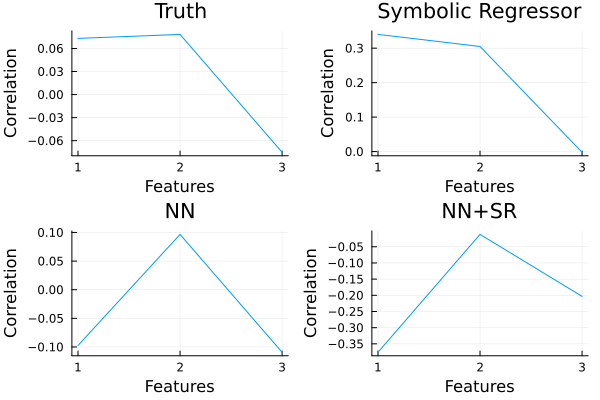 Truth
Correlation
0.06
0.03
0.00
−0.03
−0.06
1 2 3
Features
Symbolic Regressor
Correlation
0.3
0.2
0.1
0.0
1 2 3
Features
NN
Correlation
0.10
0.05
0.00
−0.05
−0.10
1 2 3
Features
NN+SR
Correlation
−0.05
−0.10
−0.15
−0.20
−0.25
−0.30
−0.35
1 2 3
Features